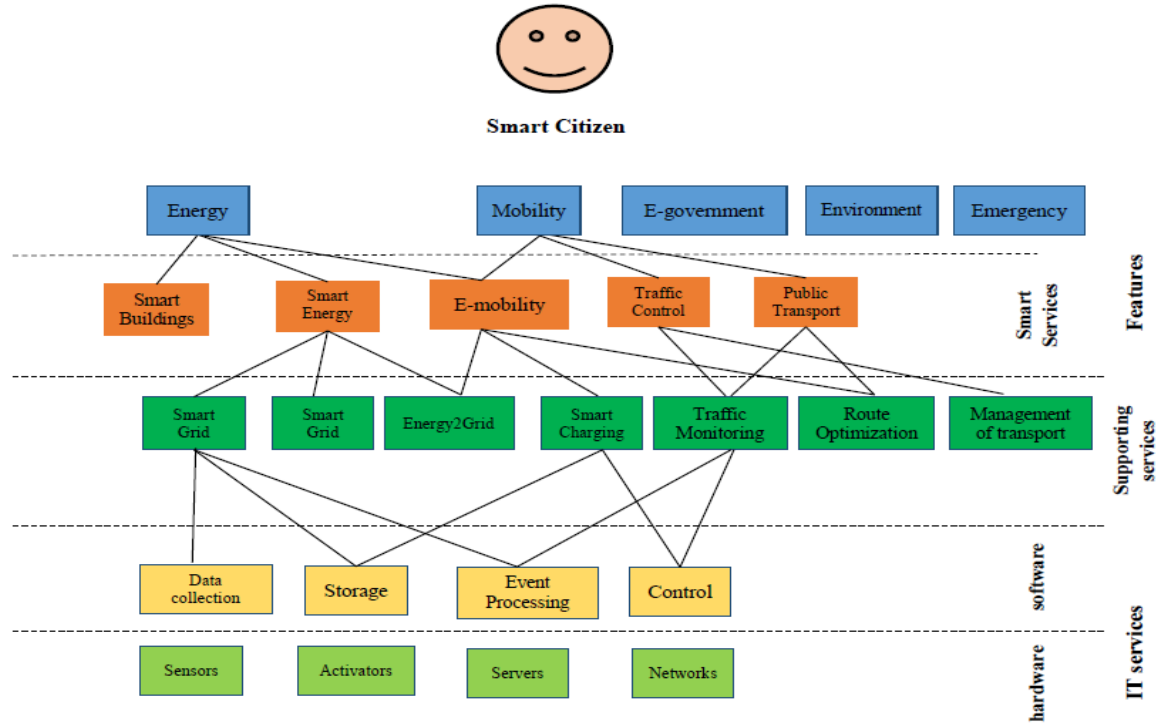 Smart Citizen
Energy
Mobility
E-government
Environment
Emergency
Smart
Buildings
Smart
Energy
E-mobility
Traffic
Control
Public
Transport
Smart
Services
Features
Smart
Grid
Smart
Grid
Energy2Grid
Smart
Charging
Traffic
Monitoring
Route
Optimization
Management
of transport
Supporting
services
Data
collection
Storage
Event
Processing
Control
software
Sensors
Activators
Servers
Networks
hardware
IT services